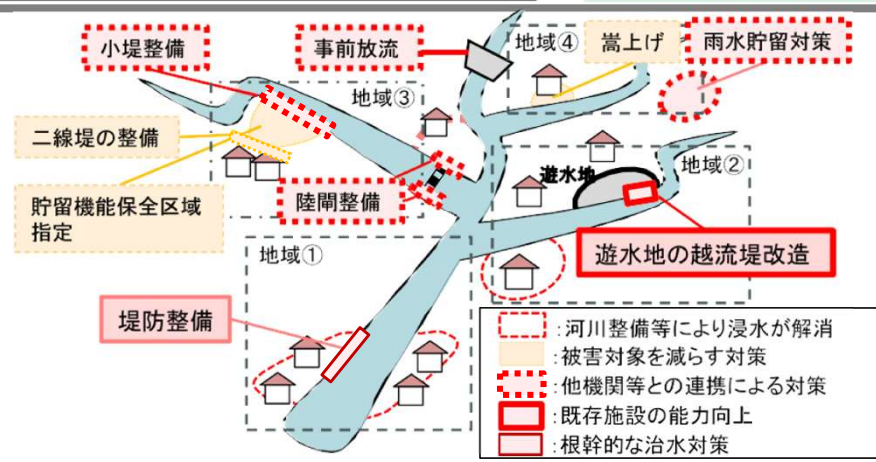 小堤整備
事前放流
地域④
嵩上げ
雨水貯留対策
地域③
二線堤の整備
遊水地
地域②
貯留機能保全区域
指定
陸閘整備
地域①
遊水地の越流堤改造
堤防整備
:河川整備等により浸水が解消
:被害対象を減らす対策
:他機関等との連携による対策
:既存施設の能力向上
:根幹的な治水対策